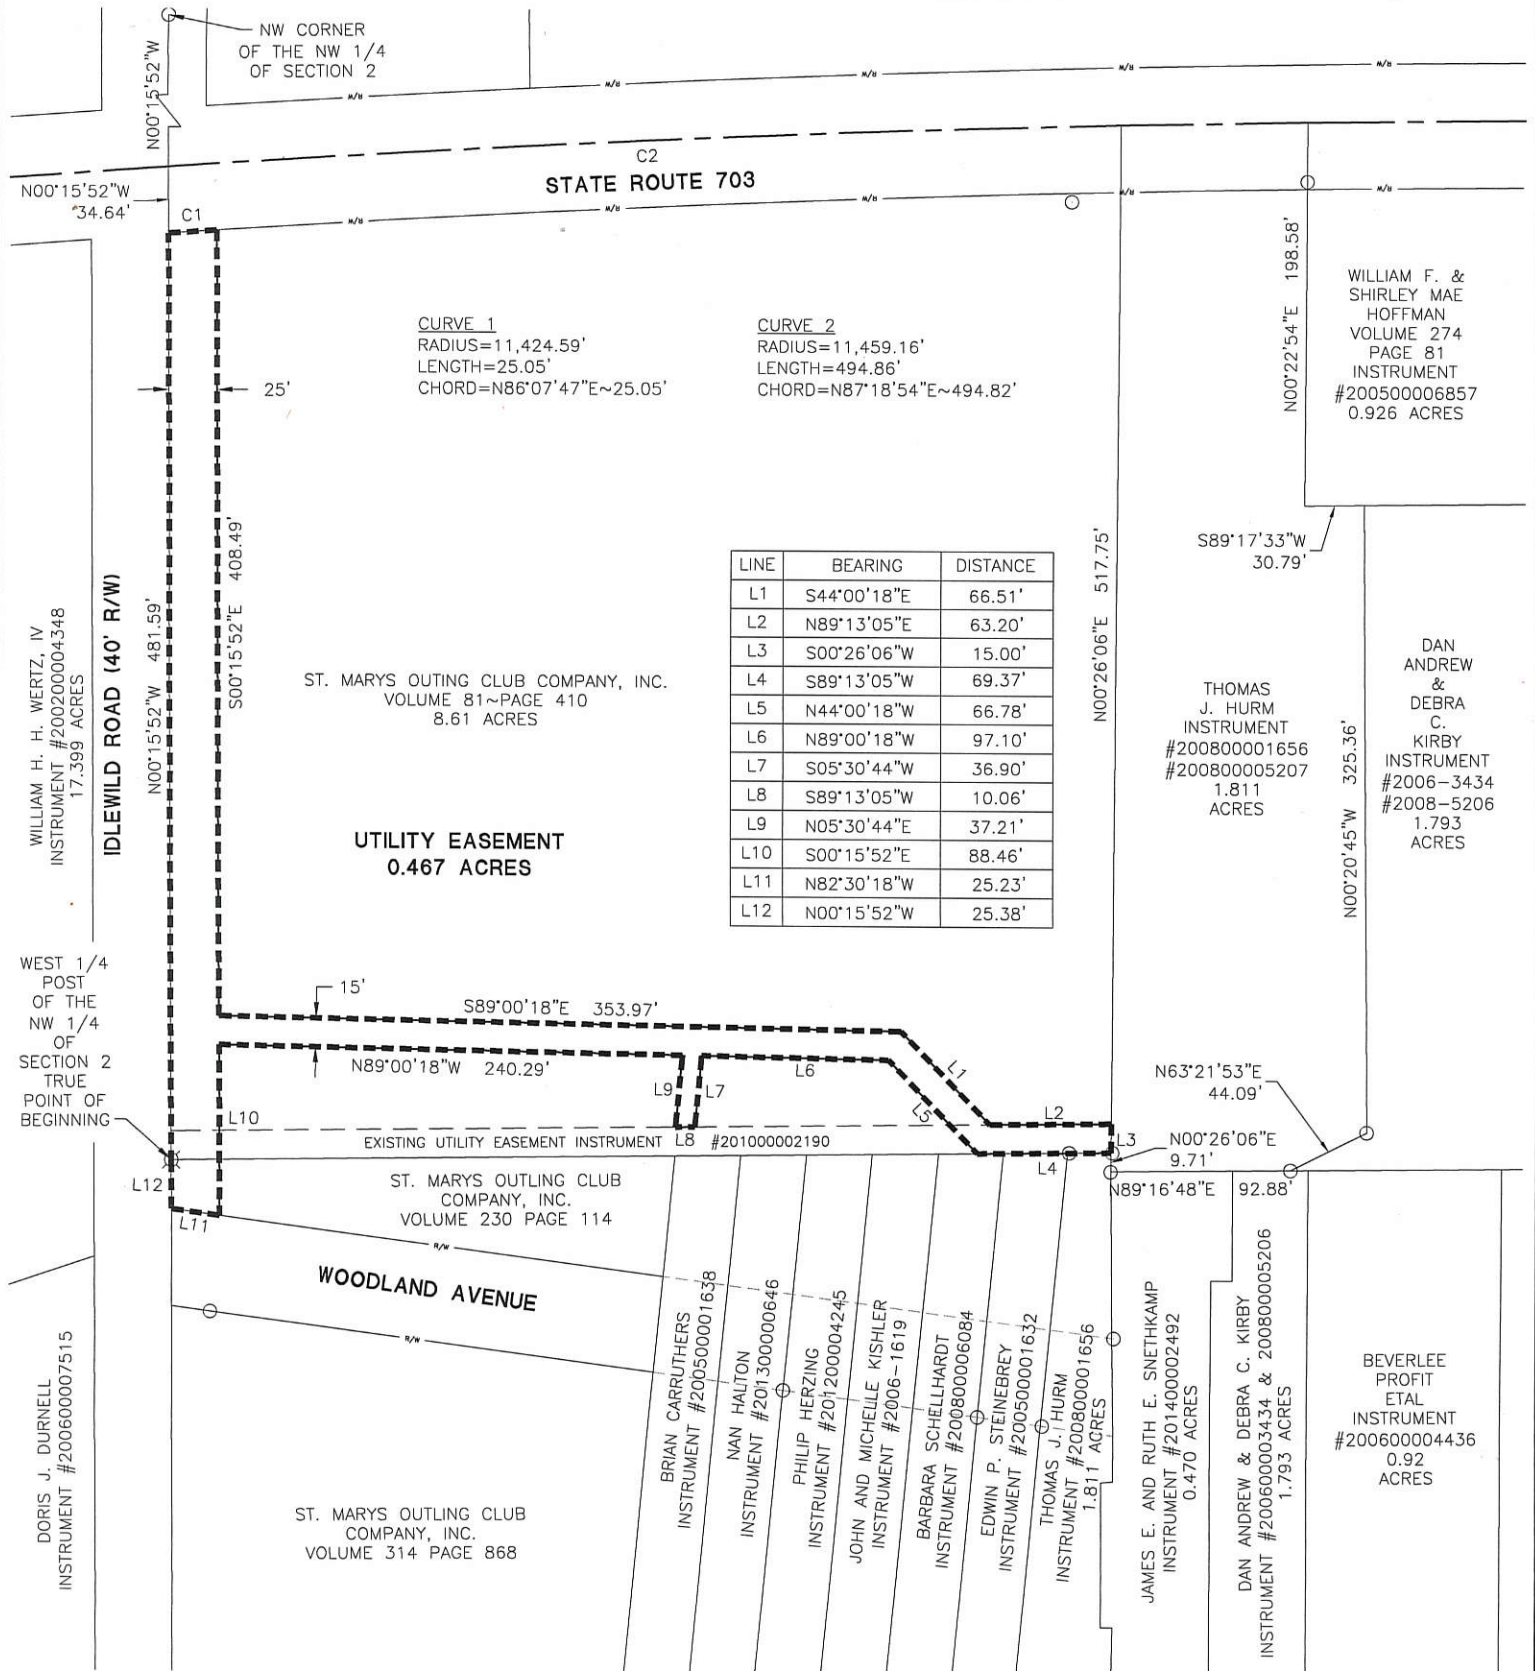 NW CORNER
OF THE NW 1/4
OF SECTION 2
N00°15'52"W
R/W
R/W
R/W
R/W
R/W
C2
STATE ROUTE 703
N00°15'52"W
34.64'
C1
R/W
R/W
R/W
R/W
R/W
CURVE 1
RADIUS=11,424.59'
LENGTH=25.05'
CHORD=N86°07'47"E~25.05'
CURVE 2
RADIUS=11,459.16'
LENGTH=494.86'
CHORD=N87°18'54"E~494.82'
25'
N00°22'54"E 198.58'
WILLIAM F. &
SHIRLEY MAE
HOFFMAN
VOLUME 274
PAGE 81
INSTRUMENT
#200500006857
0.926 ACRES
S89°17'33"W
30.79'
N00°26'06"E 517.75'
S00°15'52"E 408.49'
N00°15'52"W 481.59'
IDLEWILD ROAD (40' R/W)
WILLIAM H. H. WERTZ, IV
INSTRUMENT #200200004348
17.399 ACRES
LINE BEARING DISTANCE
L1 S44°00'18"E 66.51'
L2 N89°13'05"E 63.20'
L3 S00°26'06"W 15.00'
L4 S89°13'05"W 69.37'
L5 N44°00'18"W 66.78'
L6 N89°00'18"W 97.10'
L7 S05°30'44"W 36.90'
L8 S89°13'05"W 10.06'
L9 N05°30'44"E 37.21'
L10 S00°15'52"E 88.46'
L11 N82°30'18"W 25.23'
L12 N00°15'52"W 25.38'
ST. MARYS OUTING CLUB COMPANY, INC.
VOLUME 81~PAGE 410
8.61 ACRES
UTILITY EASEMENT
0.467 ACRES
THOMAS
J. HURM
INSTRUMENT
#200800001656
#200800005207
1.811
ACRES
N00°20'45"W 325.36'
DAN
ANDREW
&
DEBRA
C.
KIRBY
INSTRUMENT
#2006-3434
#2008-5206
1.793
ACRES
WEST 1/4
POST
OF THE
NW 1/4
OF
SECTION 2
TRUE
POINT OF
BEGINNING
15'
S89°00'18"E 353.97'
N89°00'18"W 240.29'
L9
L7
L6
L1
L5
L2
L3
L10
L8
L4
EXISTING UTILITY EASEMENT INSTRUMENT #201000002190
N63°21'53"E
44.09'
N00°26'06"E
9.71'
N89°16'48"E 92.88'
L12
L11
ST. MARYS OUTLING CLUB
COMPANY, INC.
VOLUME 230 PAGE 114
R/W
WOODLAND AVENUE
R/W
DORIS J. DURNELL
INSTRUMENT #200600007515
ST. MARYS OUTLING CLUB
COMPANY, INC.
VOLUME 314 PAGE 868
BRIAN CARRUTHERS
INSTRUMENT #200500001638
NAN HALITON
INSTRUMENT #201300000646
PHILIP HERZING
INSTRUMENT #201200004245
JOHN AND MICHELLE KISHLER
INSTRUMENT #2006-1619
BARBARA SCHELLHARDT
INSTRUMENT #200800006084
EDWIN P. STEINEBREY
INSTRUMENT #200500001632
THOMAS J. HURM
INSTRUMENT #200800001656
1.811 ACRES
JAMES E. AND RUTH E. SNETHKAMP
INSTRUMENT #201400002492
0.470 ACRES
DAN ANDREW & DEBRA C. KIRBY
INSTRUMENT #200600003434 & 200800005206
1.793 ACRES
BEVERLEE
PROFIT
ETAL
INSTRUMENT
#200600004436
0.92
ACRES